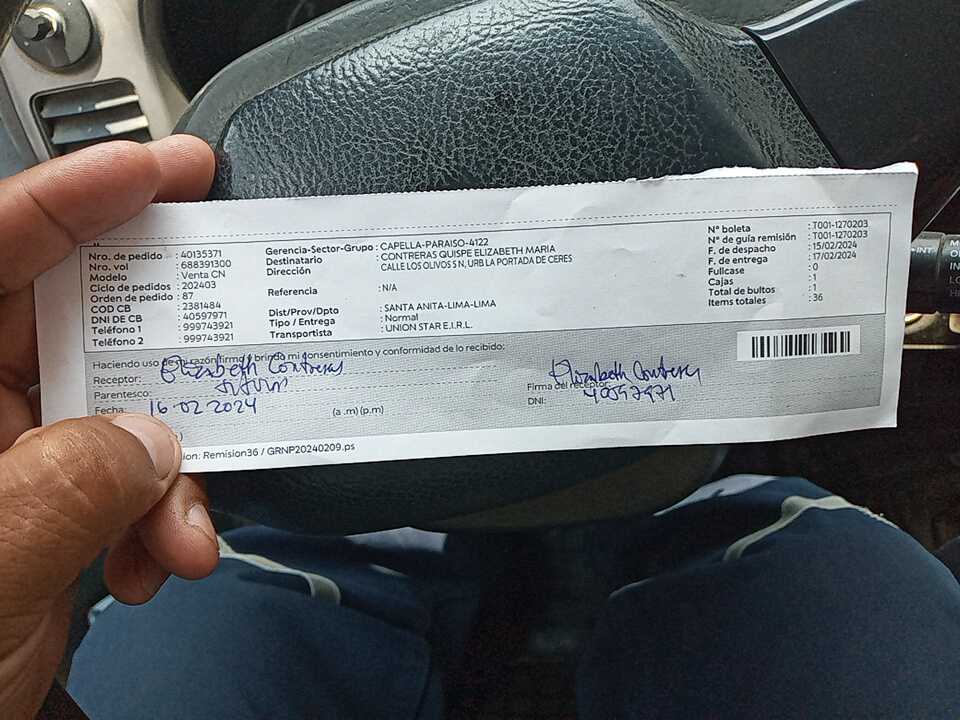 Nro. de pedido : 40135371
Nro. vol : 688391300
Modelo : Venta CN
Ciclo de pedidos : 202403
Orden de pedido : 87
COD CB : 2381484
DNI DE CB : 40597971
Teléfono 1 : 999743921
Teléfono 2 : 999743921
Gerencia-Sector-Grupo : CAPELLA-PARAISO-4122
Destinatario : CONTRERAS QUISPE ELIZABETH MARIA
Dirección CALLE LOS OLIVOS S N, URB LA PORTADA DE CERES
Referencia : N/A
Dist/Prov/Dpto : SANTA ANITA-LIMA-LIMA
Tipo / Entrega : Normal
Transportista : UNION STAR E.I.R.L.
N° boleta : T001-1270203
N° de guía remisión : T001-1270203
F. de despacho : 15/02/2024
F. de entrega : 17/02/2024
Fullcase : 0
Cajas : 1
Total de bultos : 1
Items totales : 36
Haciendo uso de mi razón firma y brindo mi consentimiento y conformidad de lo recibido:
Receptor: Elizabeth Contreras
Parentesco: titular
Fecha: 16 02 2024 (a .m) (p.m)
Elizabeth Contreras
Firma del receptor:
DNI: 40597971
ion: Remision36 / GRNP20240209.ps